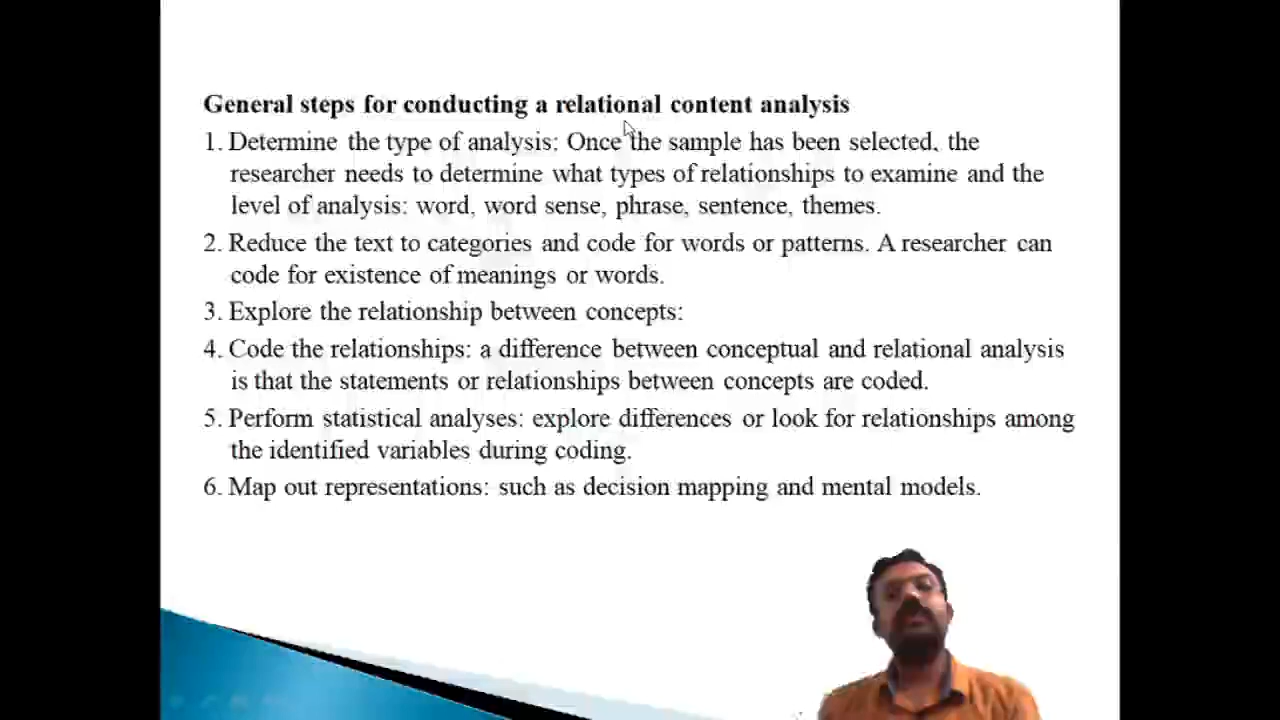 General steps for conducting a relational content analysis
1. Determine the type of analysis: Once the sample has been selected, the
researcher needs to determine what types of relationships to examine and the
level of analysis: word, word sense, phrase, sentence, themes.
2. Reduce the text to categories and code for words or patterns. A researcher can
code for existence of meanings or words.
3. Explore the relationship between concepts:
4. Code the relationships: a difference between conceptual and relational analysis
is that the statements or relationships between concepts are coded.
5. Perform statistical analyses: explore differences or look for relationships among
the identified variables during coding.
6. Map out representations: such as decision mapping and mental models.